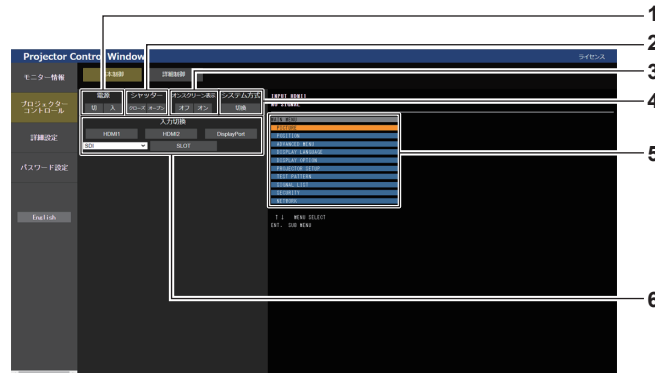 1
2
3
4
5
6
Projector Control Window
ライセンス
モニター情報
プロジェクター
コントロール
詳細設定
パスワード設定
English
基本制御
詳細制御
電源
シャッター
オンスクリーン表示
システム方式
切
入
クローズ
オープン
オフ
オン
切換
入力切換
HDMI1
HDMI2
DisplayPort
SDI
SLOT
INPUT HDMI1
NO SIGNAL
MAIN MENU
PICTURE
POSITION
ADVANCED MENU
DISPLAY LANGUAGE
DISPLAY OPTION
PROJECTOR SETUP
TEST PATTERN
SIGNAL LIST
SECURITY
NETWORK
↑↓ MENU SELECT
ENT. SUB MENU